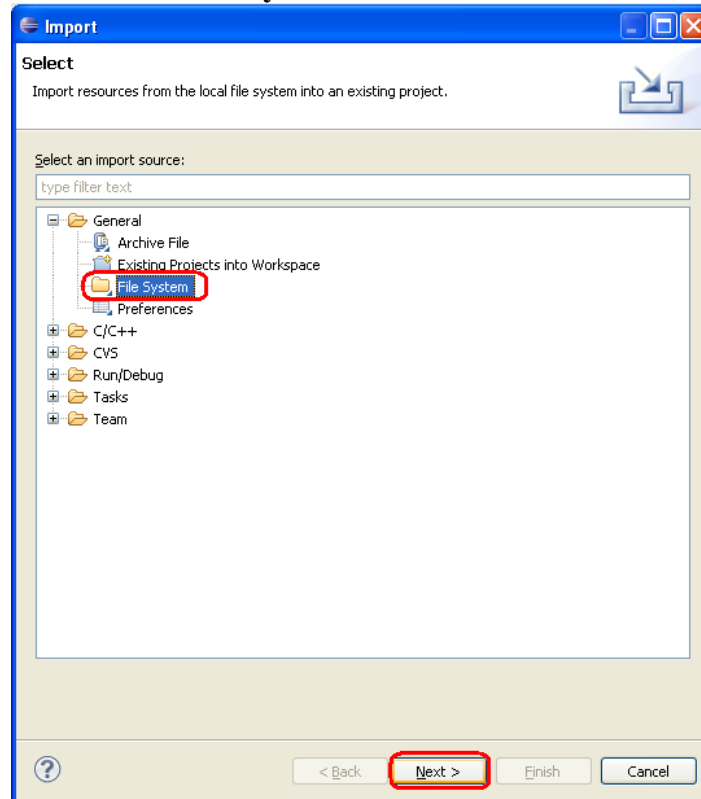 Import
Select
Import resources from the local file system into an existing project.
Select an import source:
type filter text
General
Archive File
Existing Projects into Workspace
File System
Preferences
C/C++
CVS
Run/Debug
Tasks
Team
< Back Next > Finish Cancel